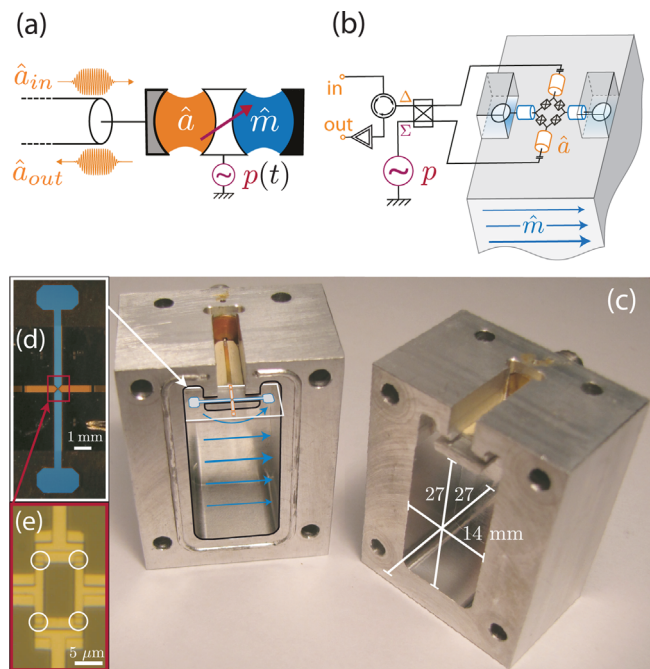 (a)
â_in
â_out
â
m̂
p(t)
~
(b)
in
out
Δ
Σ
~
p
â
m̂
(c)
(d)
1 mm
(e)
5 μm
27
27
14 mm